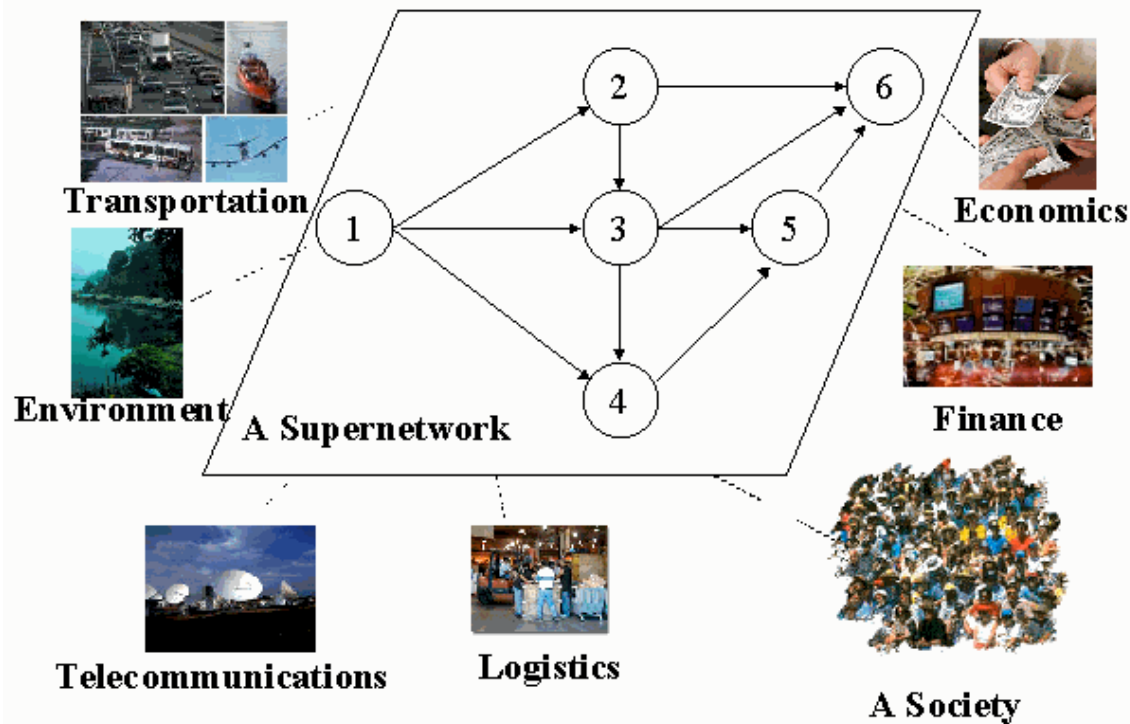 2
6
Transportation
1
3
5
Economics
4
Environment
A Supernetwork
Finance
Telecommunications
Logistics
A Society